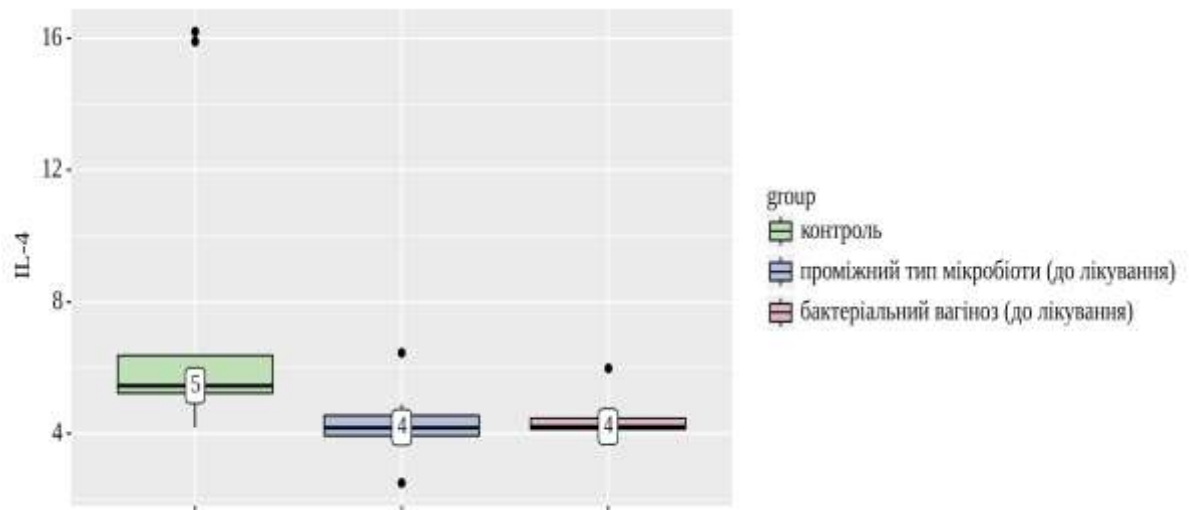 16
12
8
4
IL-4
5
4
4
group
контроль
проміжний тип мікробіоти (до лікування)
бактеріальний вагіноз (до лікування)